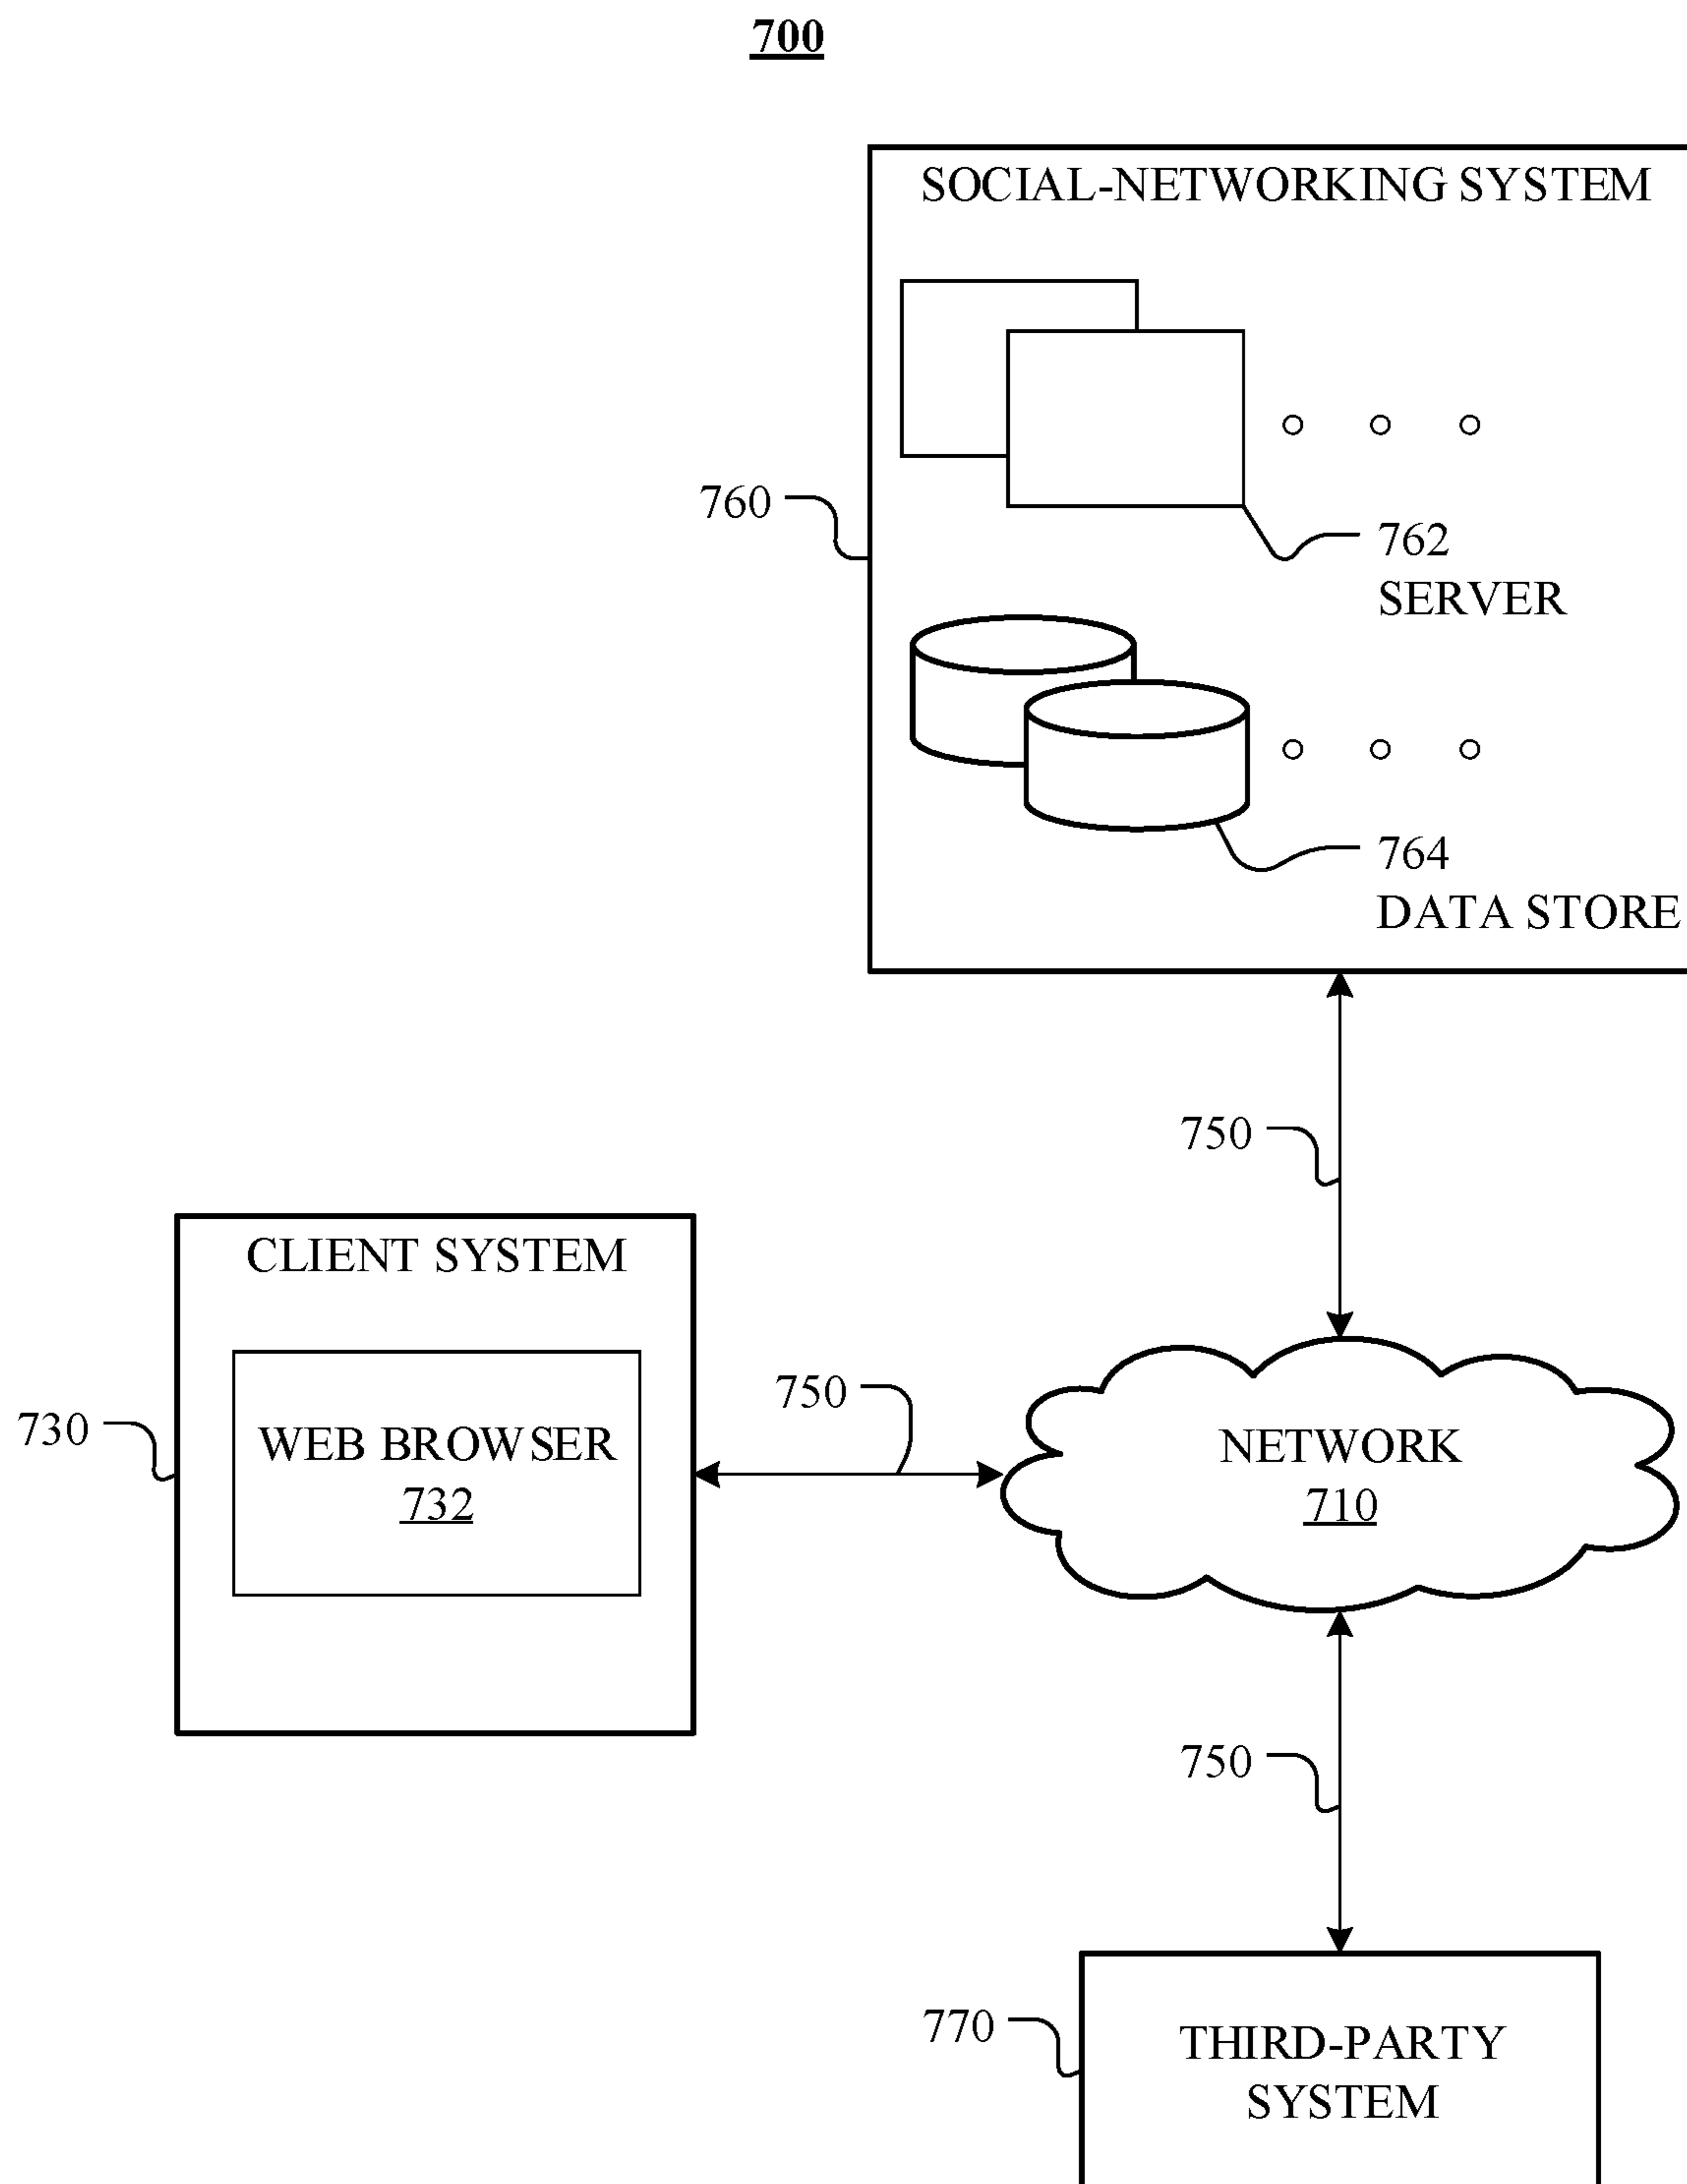 700
SOCIAL-NETWORKING SYSTEM
760
762
SERVER
764
DATA STORE
750
CLIENT SYSTEM
730
WEB BROWSER
732
750
NETWORK
710
750
770
THIRD-PARTY
SYSTEM